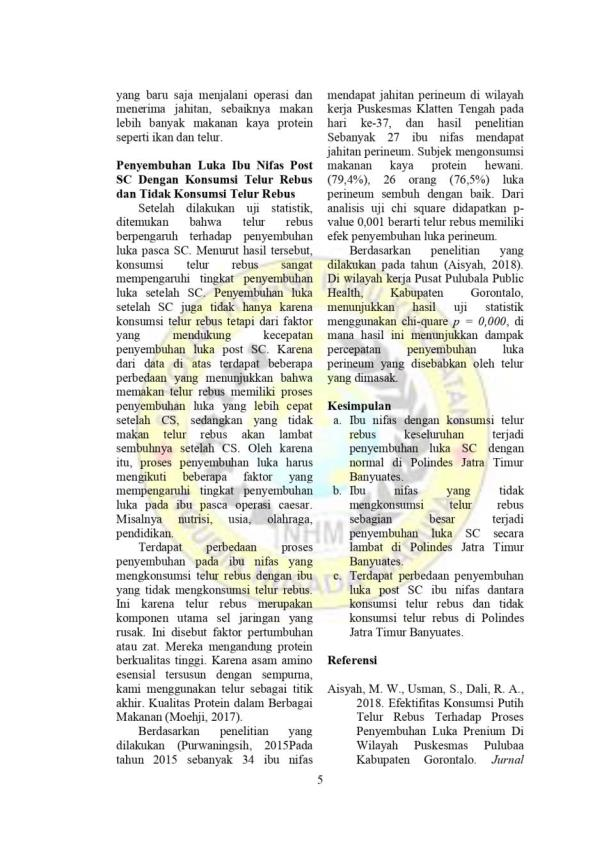 yang baru saja menjalani operasi dan
menerima jahitan, sebaiknya makan
lebih banyak makanan kaya protein
seperti ikan dan telur.
Penyembuhan Luka Ibu Nifas Post
SC Dengan Konsumsi Telur Rebus
dan Tidak Konsumsi Telur Rebus
Setelah dilakukan uji statistik,
ditemukan bahwa telur rebus
berpengaruh terhadap penyembuhan
luka pasca SC. Menurut hasil tersebut,
konsumsi telur rebus sangat
mempengaruhi tingkat penyembuhan
luka setelah SC. Penyembuhan luka
setelah SC juga tidak hanya karena
konsumsi telur rebus tetapi dari faktor
yang mendukung kecepatan
penyembuhan luka post SC. Karena
dari data di atas terdapat beberapa
perbedaan yang menunjukkan bahwa
memakan telur rebus memiliki proses
penyembuhan luka yang lebih cepat
setelah CS, sedangkan yang tidak
makan telur rebus akan lambat
sembuhnya setelah CS. Oleh karena
itu, proses penyembuhan luka harus
mengikuti beberapa faktor yang
mempengaruhi tingkat penyembuhan
luka pada ibu pasca operasi caesar.
Misalnya nutrisi, usia, olahraga,
pendidikan.
Terdapat perbedaan proses
penyembuhan pada ibu nifas yang
mengkonsumsi telur rebus dengan ibu
yang tidak mengkonsumsi telur rebus.
Ini karena telur rebus merupakan
komponen utama sel jaringan yang
rusak. Ini disebut faktor pertumbuhan
atau zat. Mereka mengandung protein
berkualitas tinggi. Karena asam amino
esensial tersusun dengan sempurna,
kami menggunakan telur sebagai titik
akhir. Kualitas Protein dalam Berbagai
Makanan (Moehji, 2017).
Berdasarkan penelitian yang
dilakukan (Purwaningsih, 2015Pada
tahun 2015 sebanyak 34 ibu nifas
mendapat jahitan perineum di wilayah
kerja Puskesmas Klatten Tengah pada
hari ke-37, dan hasil penelitian
Sebanyak 27 ibu nifas mendapat
jahitan perineum. Subjek mengonsumsi
makanan kaya protein hewani.
(79,4%), 26 orang (76,5%) luka
perineum sembuh dengan baik. Dari
analisis uji chi square didapatkan p-
value 0,001 berarti telur rebus memiliki
efek penyembuhan luka perineum.
Berdasarkan penelitian yang
dilakukan pada tahun (Aisyah, 2018).
Di wilayah kerja Pusat Pulubala Public
Health, Kabupaten Gorontalo,
menunjukkan hasil uji statistik
menggunakan chi-quare p = 0,000, di
mana hasil ini menunjukkan dampak
percepatan penyembuhan luka
perineum yang disebabkan oleh telur
yang dimasak.
Kesimpulan
a. Ibu nifas dengan konsumsi telur
rebus keseluruhan terjadi
penyembuhan luka SC dengan
normal di Polindes Jatra Timur
Banyuates.
b. Ibu nifas yang tidak
mengkonsumsi telur rebus
sebagian besar terjadi
penyembuhan luka SC secara
lambat di Polindes Jatra Timur
Banyuates.
c. Terdapat perbedaan penyembuhan
luka post SC ibu nifas dantara
konsumsi telur rebus dan tidak
konsumsi telur rebus di Polindes
Jatra Timur Banyuates.
Referensi
Aisyah, M. W., Usman, S., Dali, R. A.,
2018. Efektifitas Konsumsi Putih
Telur Rebus Terhadap Proses
Penyembuhan Luka Prenium Di
Wilayah Puskesmas Pulubaa
Kabupaten Gorontalo. Jurnal
5
NHM